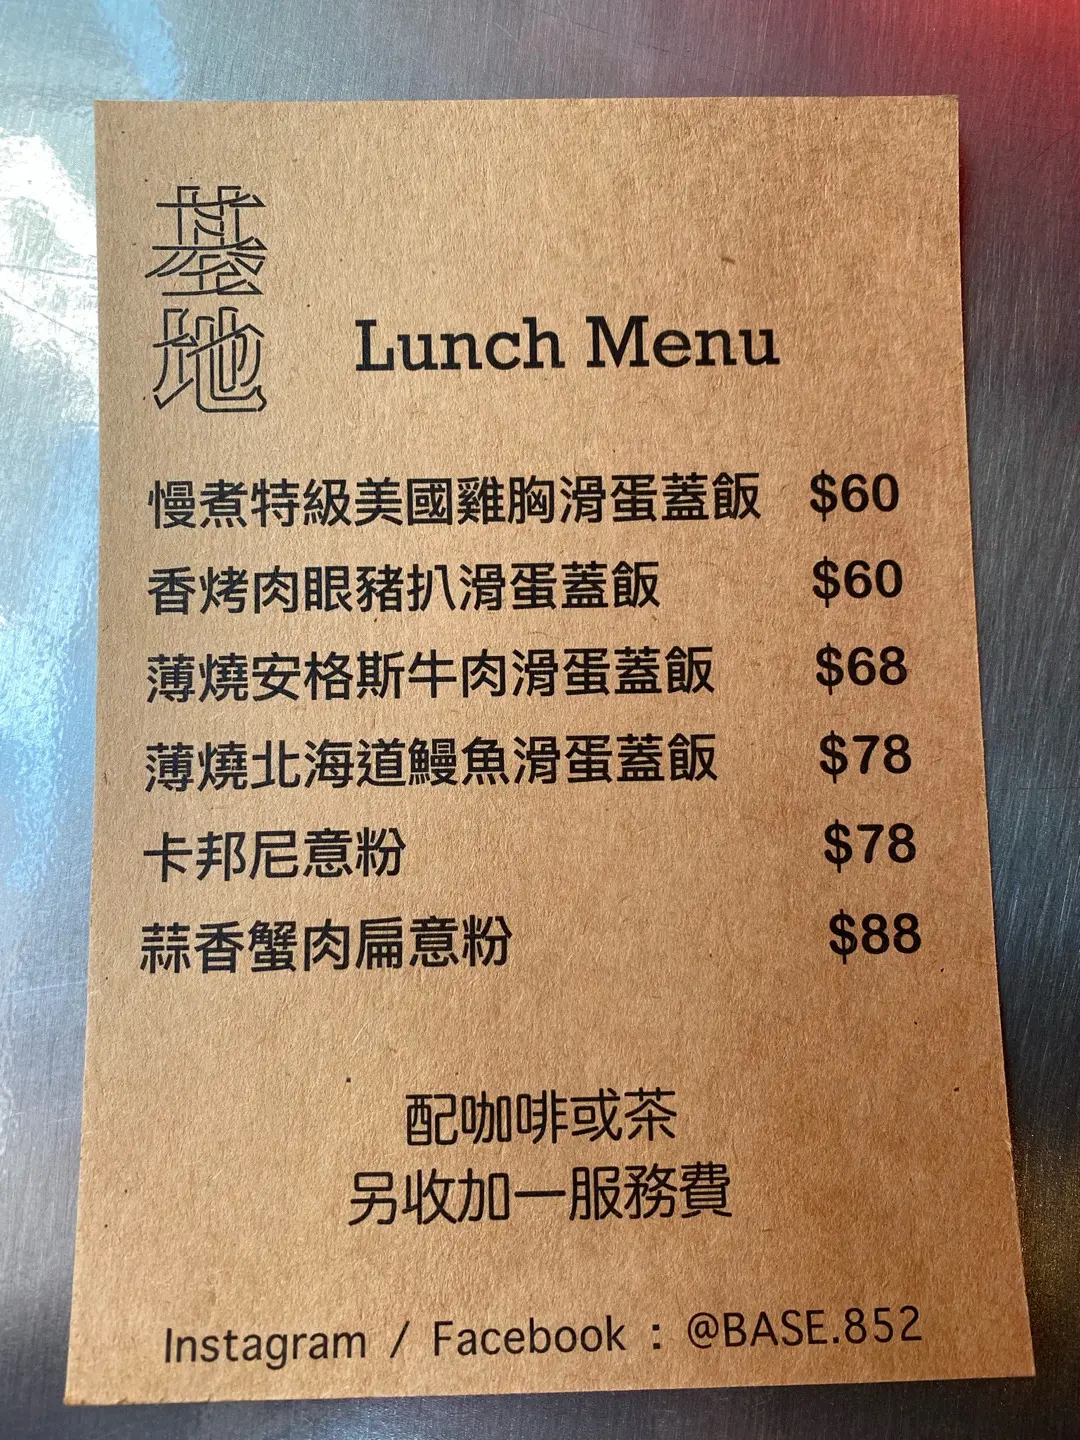 基地
Lunch Menu
慢煮特級美國雞胸滑蛋蓋飯 $60
香烤肉眼豬扒滑蛋蓋飯 $60
薄燒安格斯牛肉滑蛋蓋飯 $68
薄燒北海道鰻魚滑蛋蓋飯 $78
卡邦尼意粉 $78
蒜香蟹肉扁意粉 $88
配咖啡或茶
另收加一服務費
Instagram / Facebook : @BASE.852